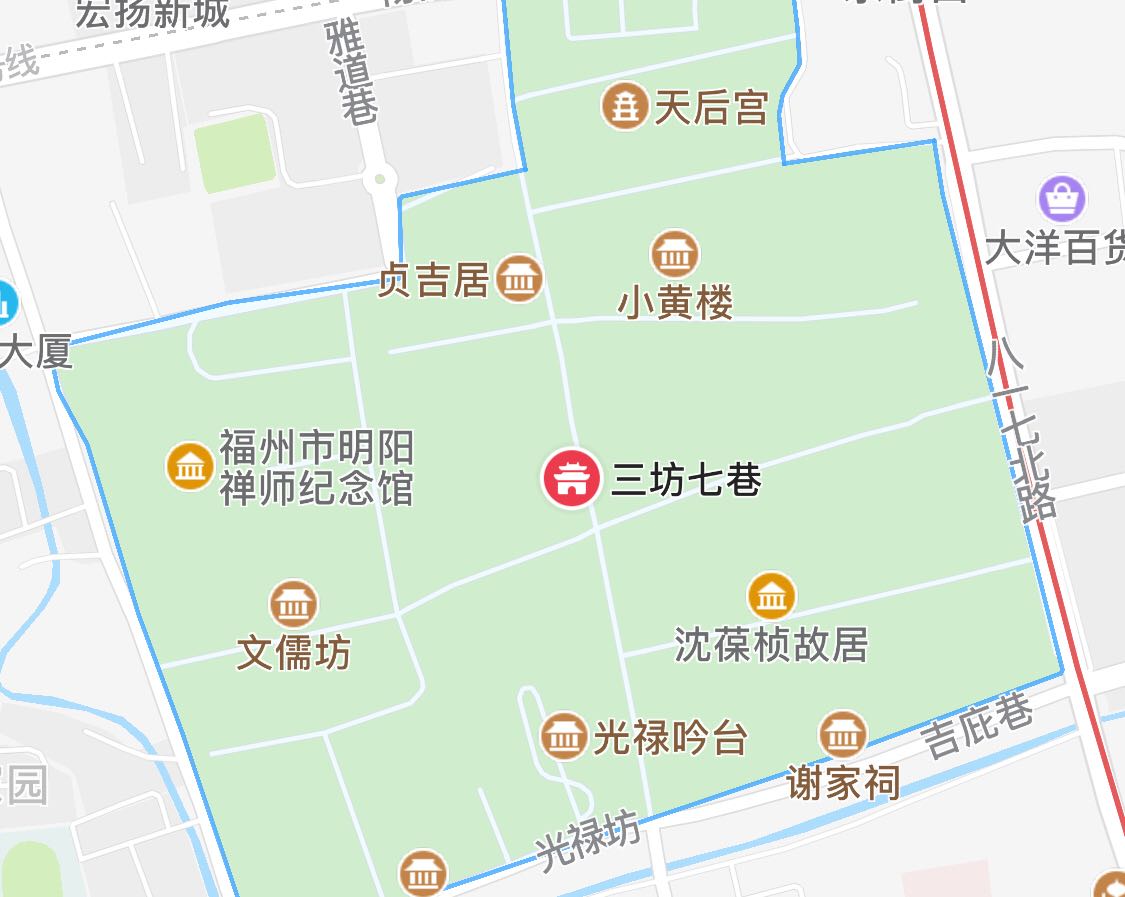 宏扬新城
线
雅道巷
天后宫
大洋百货
贞吉居
小黄楼
大厦
八一七北路
福州市明阳
禅师纪念馆
三坊七巷
文儒坊
沈葆桢故居
光禄吟台
吉庇巷
谢家祠
园
光禄坊